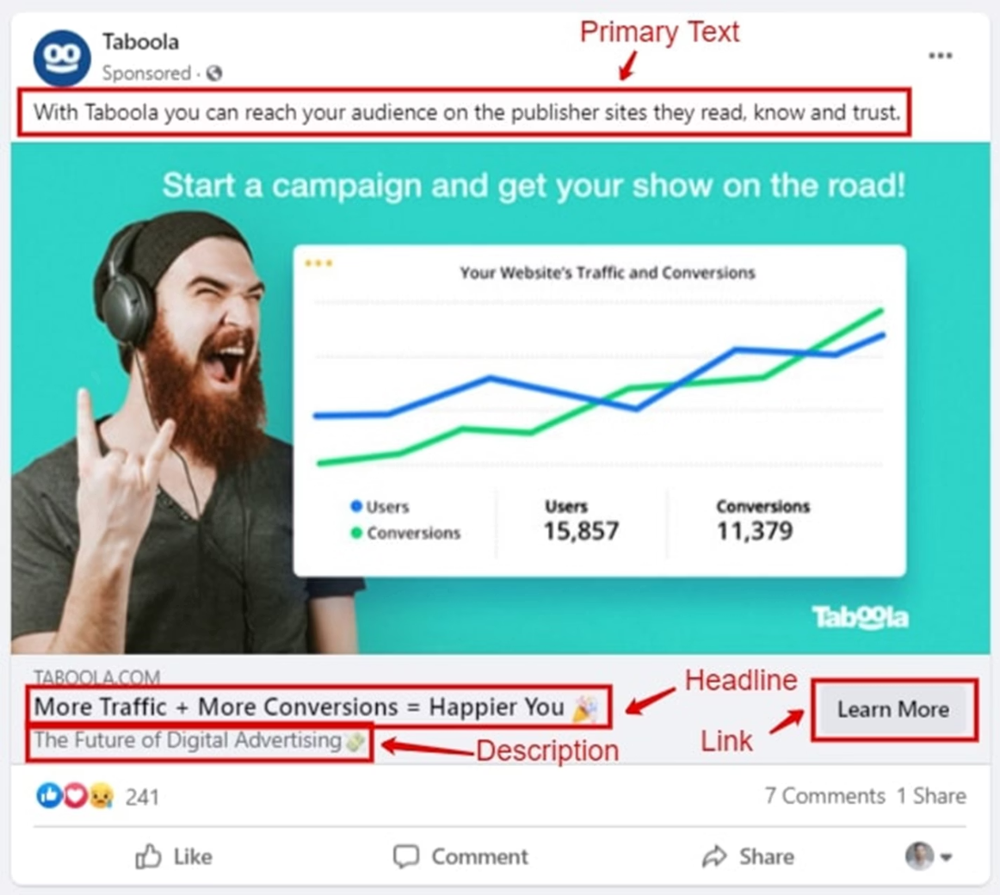 Primary Text
Taboola
Sponsored ·
With Taboola you can reach your audience on the publisher sites they read, know and trust.
Start a campaign and get your show on the road!
Your Website's Traffic and Conversions
Users
Conversions
Users
15,857
Conversions
11,379
Taboola
TABOOLA.COM
More Traffic + More Conversions = Happier You 🎉
The Future of Digital Advertising💸
Headline
Description
Link
Learn More
241
7 Comments 1 Share
Like
Comment
Share